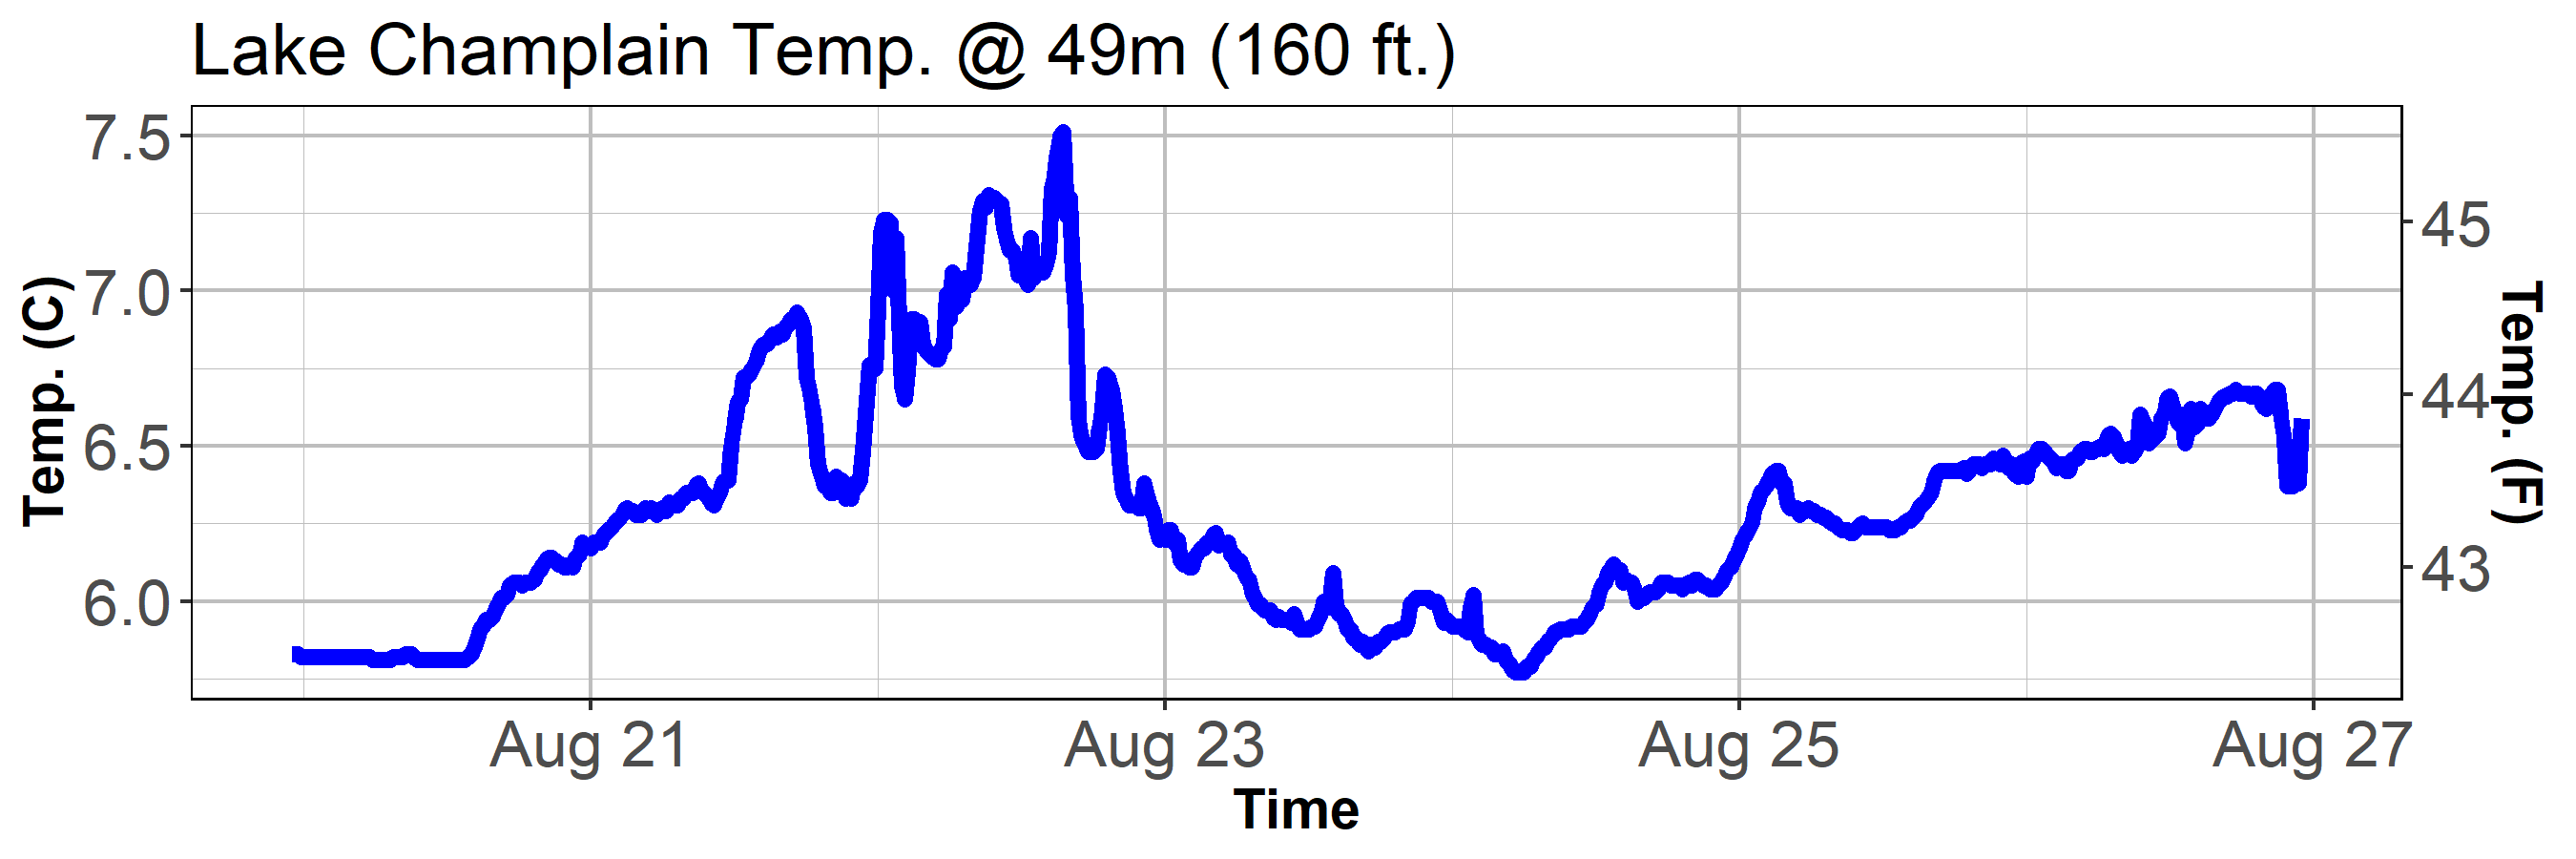 Lake Champlain Temp. @ 49m (160 ft.)
Temp. (C)
7.5
7.0
6.5
6.0
45
44
43
Temp. (F)
Aug 21 Aug 23 Aug 25 Aug 27
Time